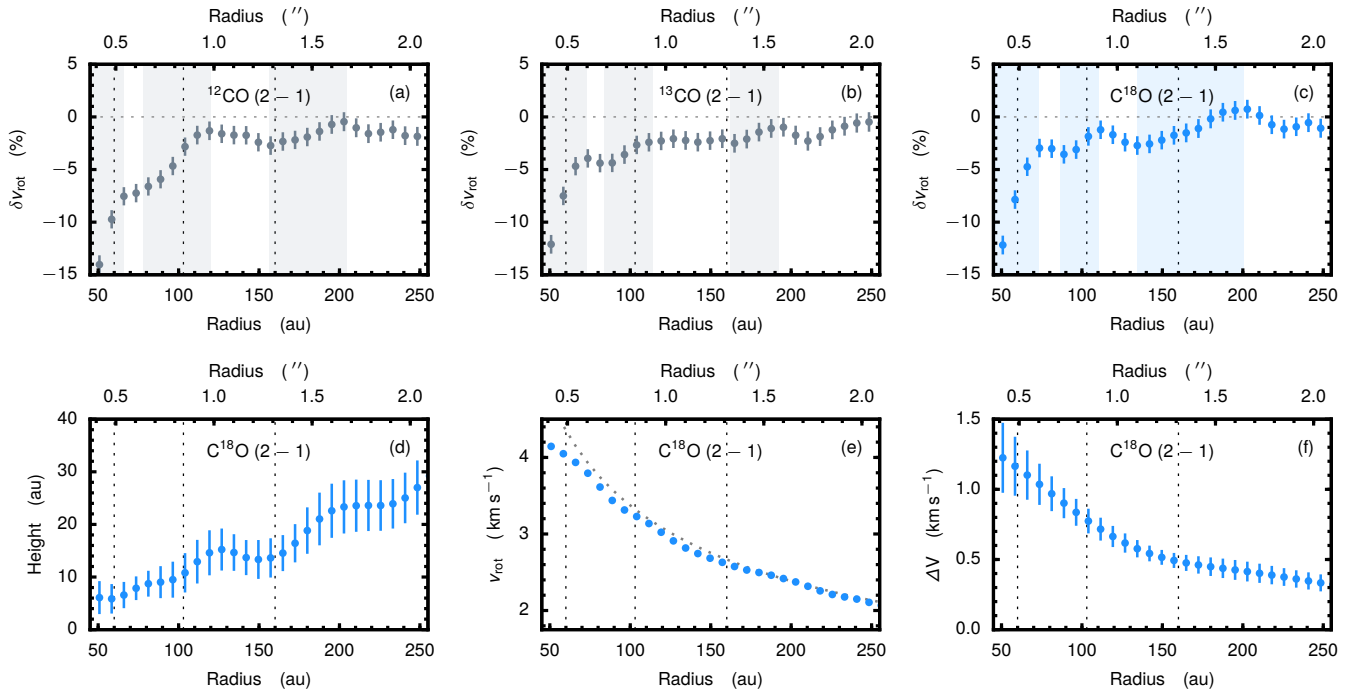 Radius (″) Radius (″) Radius (″)
0.5 1.0 1.5 2.0 0.5 1.0 1.5 2.0 0.5 1.0 1.5 2.0
5 ¹²CO (2 − 1) (a) 5 ¹³CO (2 − 1) (b) 5 C¹⁸O (2 − 1) (c)
0 0 0
δv_rot (%) −5 δv_rot (%) −5 δv_rot (%) −5
−10 −10 −10
−15 −15 −15
50 100 150 200 250 50 100 150 200 250 50 100 150 200 250
Radius (au) Radius (au) Radius (au)
Radius (″) Radius (″) Radius (″)
0.5 1.0 1.5 2.0 0.5 1.0 1.5 2.0 0.5 1.0 1.5 2.0
40 C¹⁸O (2 − 1) (d) C¹⁸O (2 − 1) (e) 1.5 C¹⁸O (2 − 1) (f)
30 4 1.0
Height (au) 20 v_rot (km s⁻¹) 3 ΔV (km s⁻¹) 0.5
10 2 0.0
0
50 100 150 200 250 50 100 150 200 250 50 100 150 200 250
Radius (au) Radius (au) Radius (au)